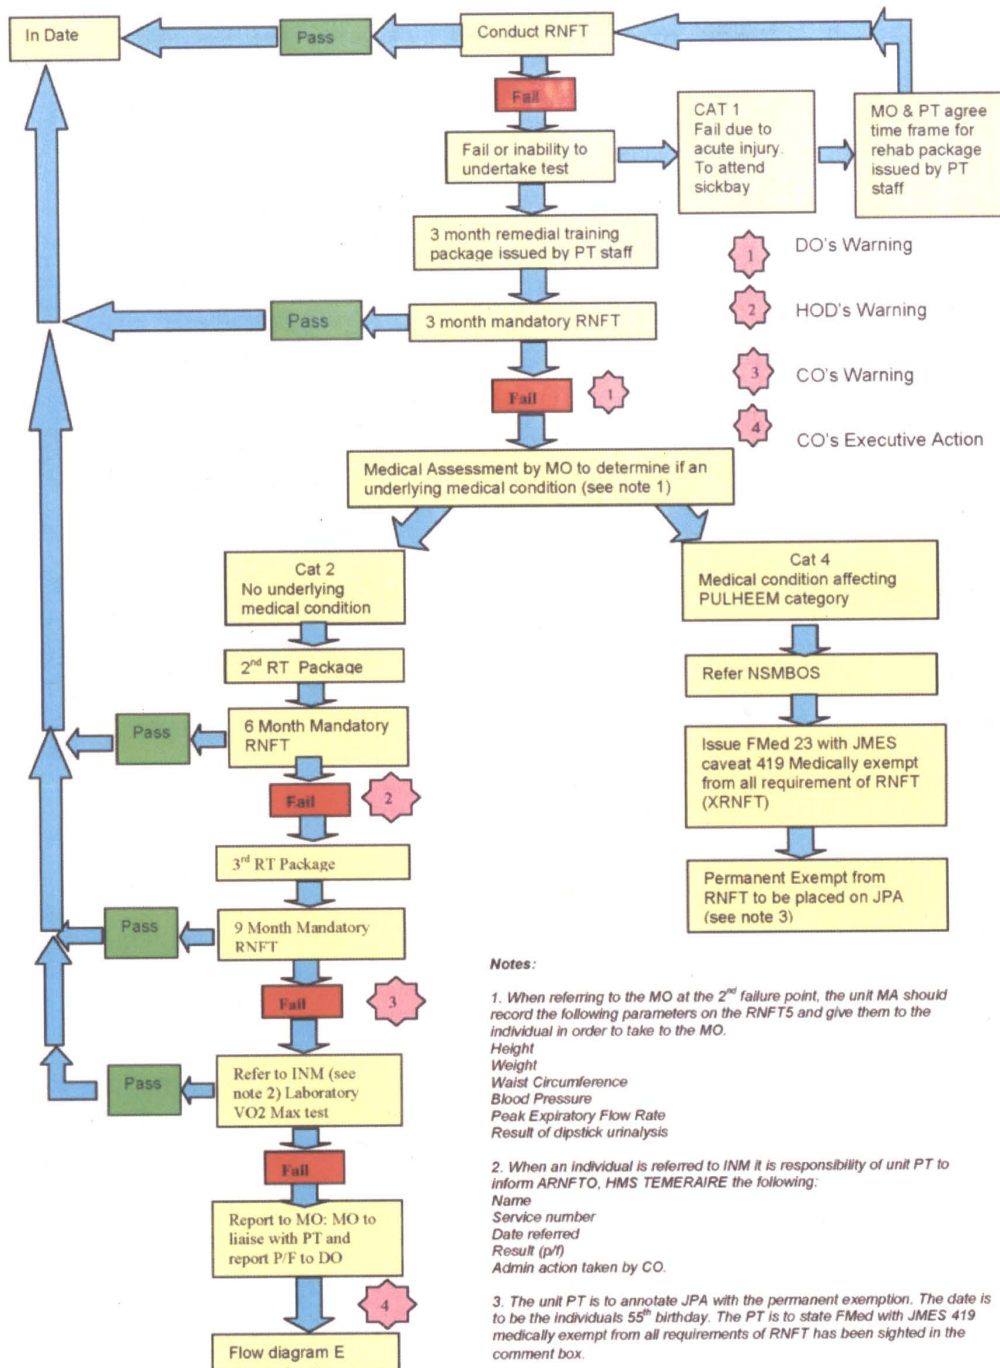 In Date
Pass
Conduct RNFT
Fail
Fail or inability to
undertake test
CAT 1
Fail due to
acute injury.
To attend
sickbay
MO & PT agree
time frame for
rehab package
issued by PT
staff
3 month remedial training
package issued by PT staff
Pass
3 month mandatory RNFT
Fail
1
1
DO's Warning
2
HOD's Warning
3
CO's Warning
4
CO's Executive Action
Medical Assessment by MO to determine if an
underlying medical condition (see note 1)
Cat 2
No underlying
medical condition
2nd RT Package
Pass
6 Month Mandatory
RNFT
Fail
2
3rd RT Package
Pass
9 Month Mandatory
RNFT
Fail
3
Pass
Refer to INM (see
note 2) Laboratory
VO2 Max test
Fail
Report to MO: MO to
liaise with PT and
report P/F to DO
4
Flow diagram E
Cat 4
Medical condition affecting
PULHEEM category
Refer NSMBOS
Issue FMed 23 with JMES
caveat 419 Medically exempt
from all requirement of RNFT
(XRNFT)
Permanent Exempt from
RNFT to be placed on JPA
(see note 3)
Notes:
1. When referring to the MO at the 2nd failure point, the unit MA should
record the following parameters on the RNFT5 and give them to the
individual in order to take to the MO.
Height
Weight
Waist Circumference
Blood Pressure
Peak Expiratory Flow Rate
Result of dipstick urinalysis
2. When an individual is referred to INM it is responsibility of unit PT to
inform ARNFTO, HMS TEMERAIRE the following:
Name
Service number
Date referred
Result (p/f)
Admin action taken by CO.
3. The unit PT is to annotate JPA with the permanent exemption. The date is
to be the individuals 55th birthday. The PT is to state FMed with JMES 419
medically exempt from all requirements of RNFT has been sighted in the
comment box.